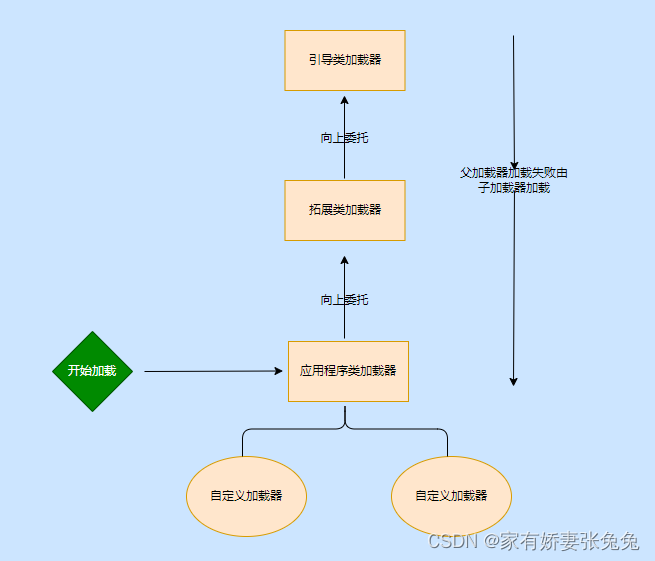 引导类加载器
向上委托
父加载器加载失败由
子加载器加载
拓展类加载器
向上委托
开始加载
应用程序类加载器
自定义加载器
自定义加载器
CSDN @家有娇妻张兔兔